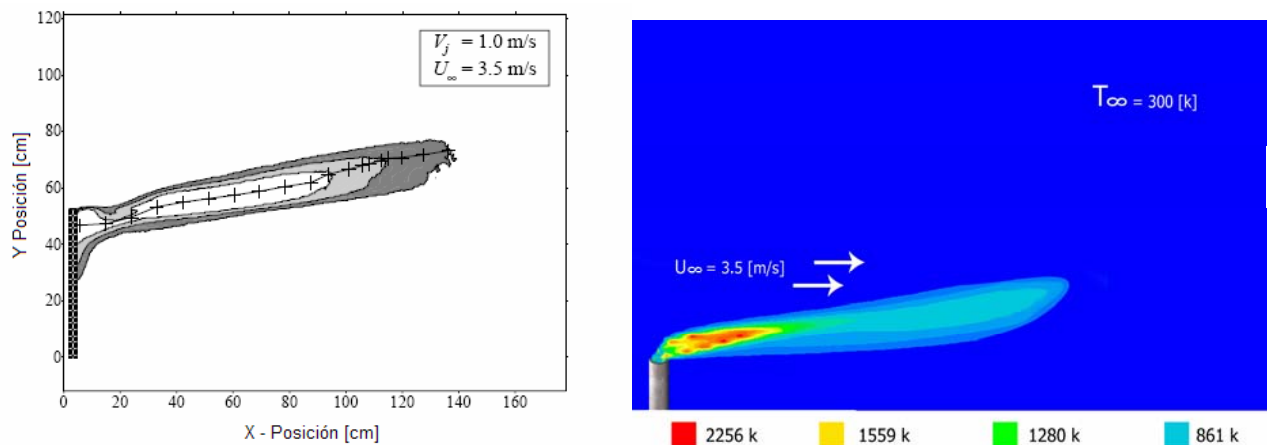 120
100
80
60
40
20
0
V_j = 1.0 m/s
U_∞ = 3.5 m/s
Y Posición [cm]
0 20 40 60 80 100 120 140 160
X - Posición [cm]
T∞ = 300 [k]
U∞ = 3.5 [m/s]
2256 k 1559 k 1280 k 861 k